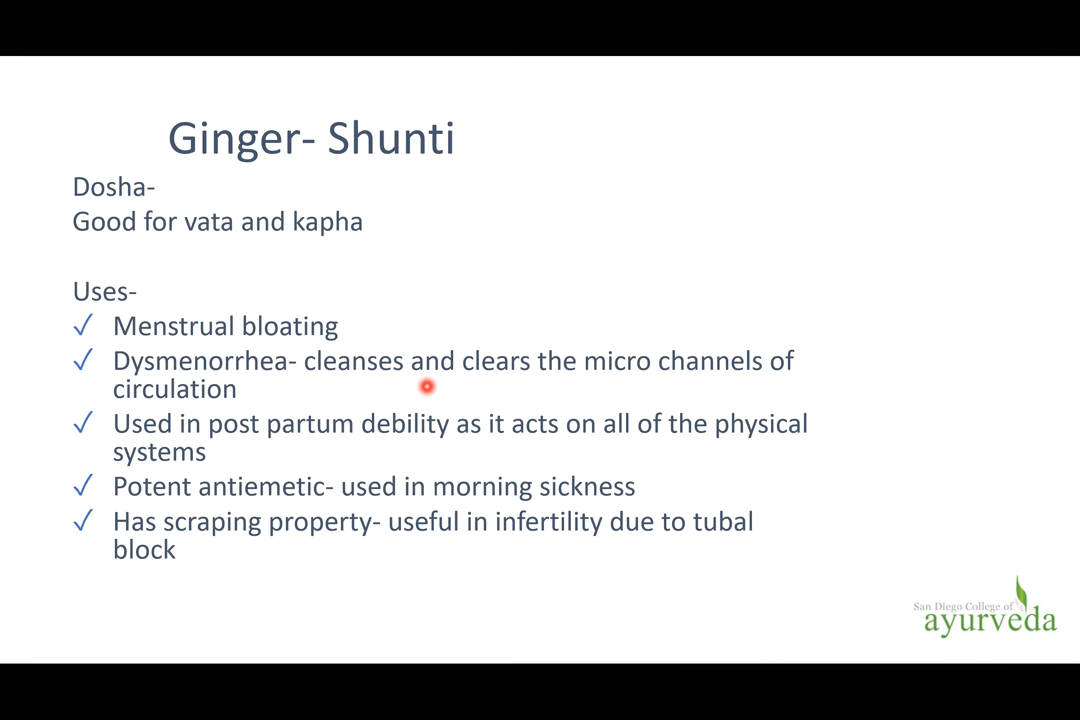 Ginger- Shunti
Dosha-
Good for vata and kapha
Uses-
✓ Menstrual bloating
✓ Dysmenorrhea- cleanses and clears the micro channels of
circulation
✓ Used in post partum debility as it acts on all of the physical
systems
✓ Potent antiemetic- used in morning sickness
✓ Has scraping property- useful in infertility due to tubal
block
San Diego College of
ayurveda